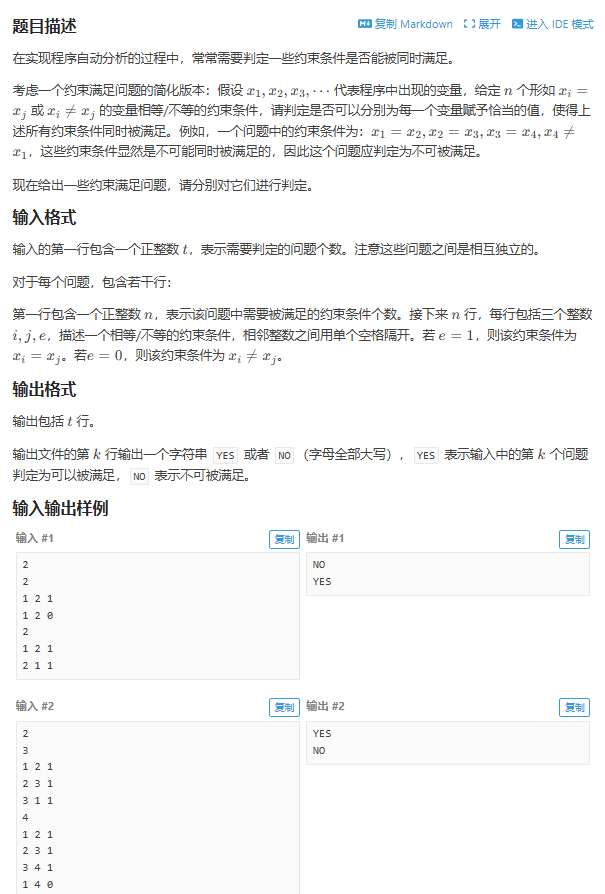 题目描述
复制 Markdown 展开 进入 IDE 模式
在实现程序自动分析的过程中，常常需要判定一些约束条件是否能被同时满足。
考虑一个约束满足问题的简化版本：假设 x₁, x₂, x₃, ⋯ 代表程序中出现的变量，给定 n 个形如 xᵢ =
xⱼ 或 xᵢ ≠ xⱼ 的变量相等/不等的约束条件，请判定是否可以分别为每一个变量赋予恰当的值，使得上
述所有约束条件同时被满足。例如，一个问题中的约束条件为：x₁ = x₂, x₂ = x₃, x₃ = x₄, x₄ ≠
x₁，这些约束条件显然是不可能同时被满足的，因此这个问题应判定为不可被满足。
现在给出一些约束满足问题，请分别对它们进行判定。
输入格式
输入的第一行包含一个正整数 t，表示需要判定的问题个数。注意这些问题之间是相互独立的。
对于每个问题，包含若干行：
第一行包含一个正整数 n，表示该问题中需要被满足的约束条件个数。接下来 n 行，每行包括三个整数
i, j, e，描述一个相等/不等的约束条件，相邻整数之间用单个空格隔开。若 e = 1，则该约束条件为
xᵢ = xⱼ。若e = 0，则该约束条件为 xᵢ ≠ xⱼ。
输出格式
输出包括 t 行。
输出文件的第 k 行输出一个字符串 YES 或者 NO （字母全部大写），YES 表示输入中的第 k 个问题
判定为可以被满足，NO 表示不可被满足。
输入输出样例
输入 #1 复制
2
2
1 2 1
1 2 0
2
1 2 1
2 1 1
输出 #1 复制
NO
YES
输入 #2 复制
2
3
1 2 1
2 3 1
3 1 1
4
1 2 1
2 3 1
3 4 1
1 4 0
输出 #2 复制
YES
NO